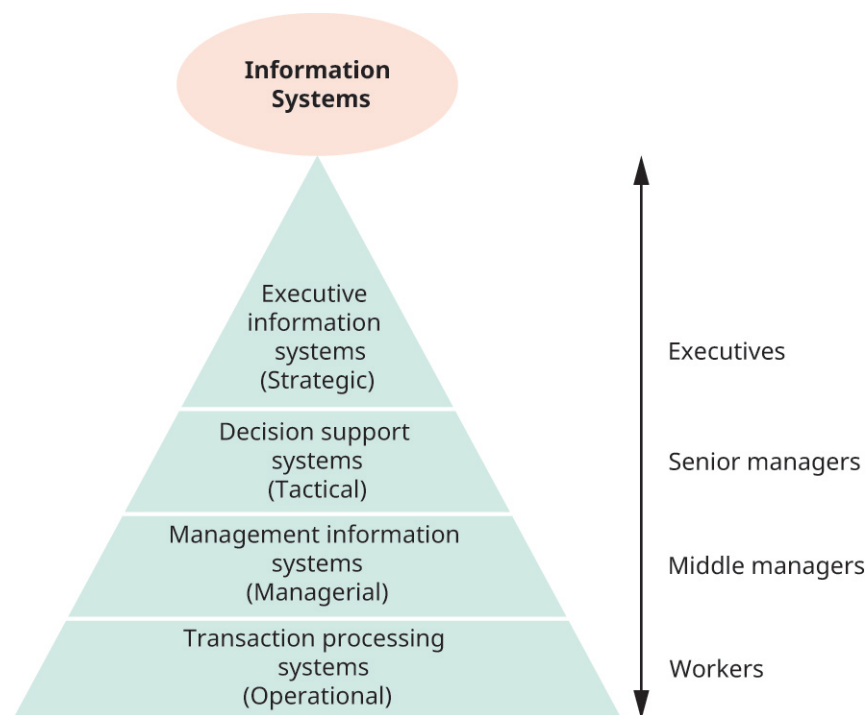 Information
Systems
Executive
information
systems
(Strategic)
Executives
Decision support
systems
(Tactical)
Senior managers
Management information
systems
(Managerial)
Middle managers
Transaction processing
systems
(Operational)
Workers